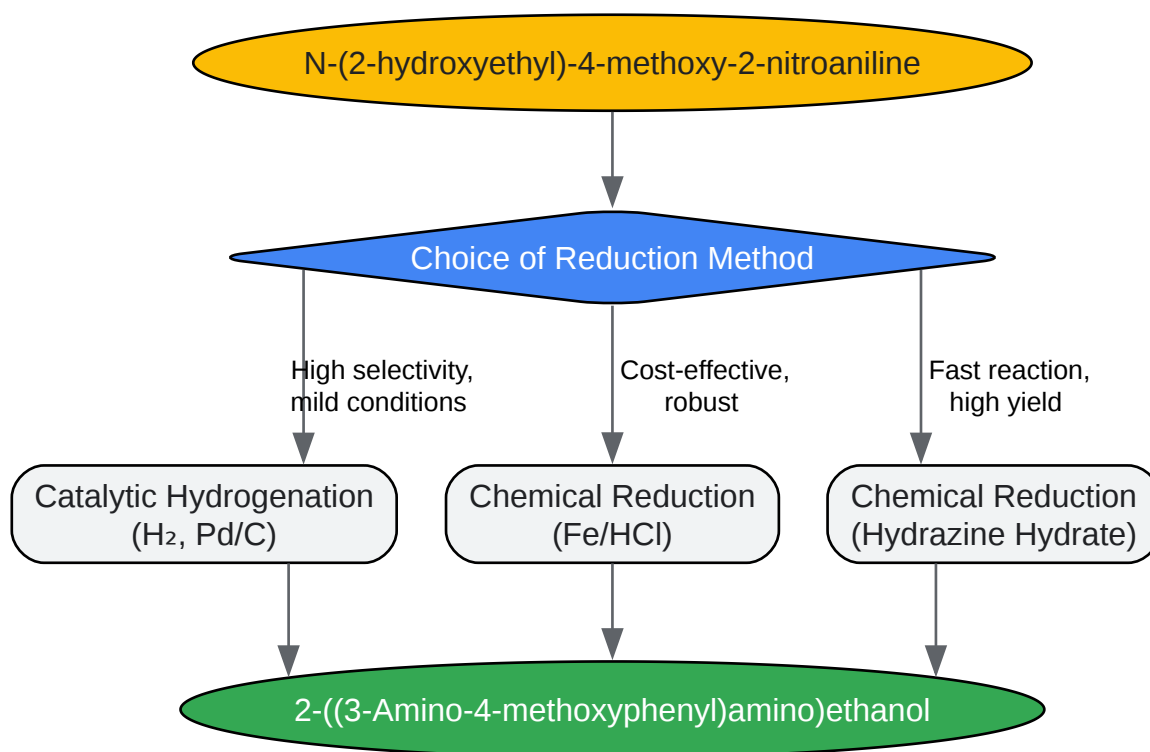 N-(2-hydroxyethyl)-4-methoxy-2-nitroaniline
Choice of Reduction Method
High selectivity,
mild conditions
Cost-effective,
robust
Fast reaction,
high yield
Catalytic Hydrogenation
(H₂, Pd/C)
Chemical Reduction
(Fe/HCl)
Chemical Reduction
(Hydrazine Hydrate)
2-((3-Amino-4-methoxyphenyl)amino)ethanol